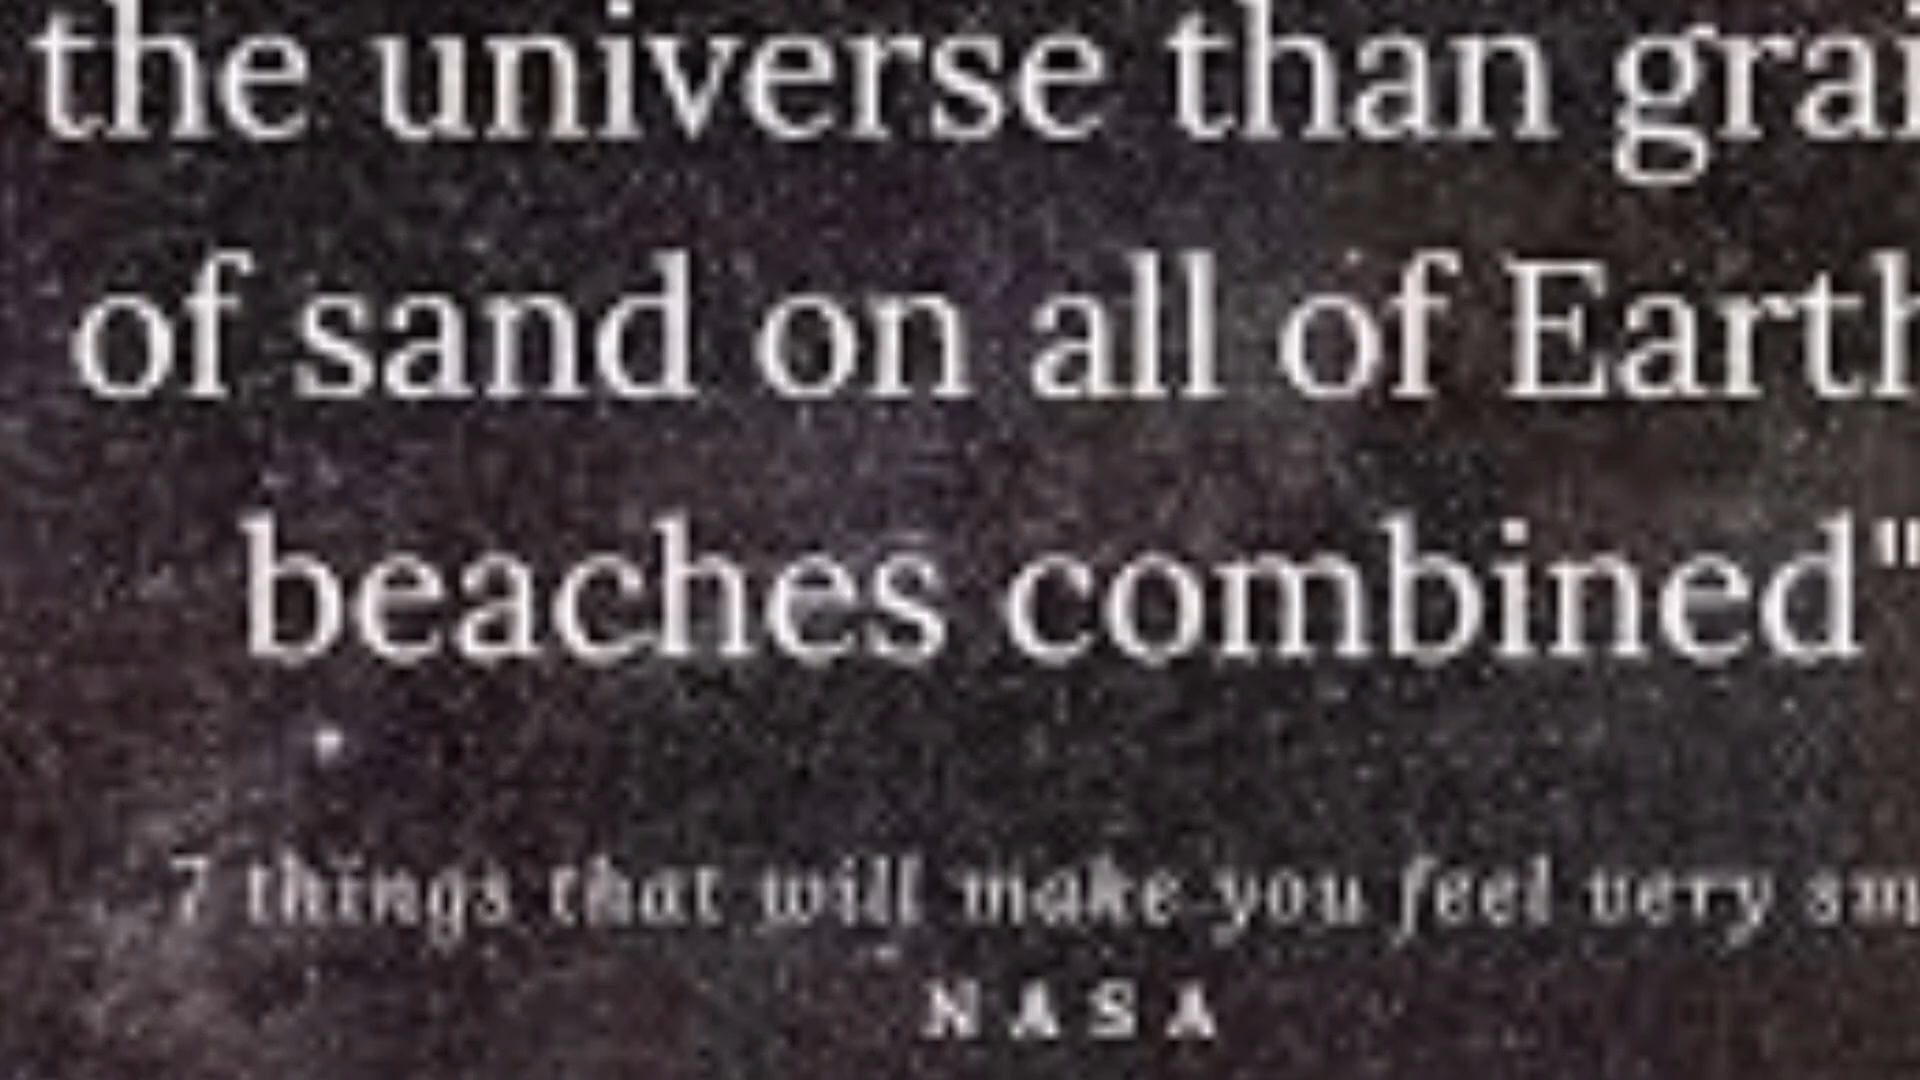 the universe than grai
of sand on all of Earth
beaches combined"
7 things that will make you feel very sm
NASA